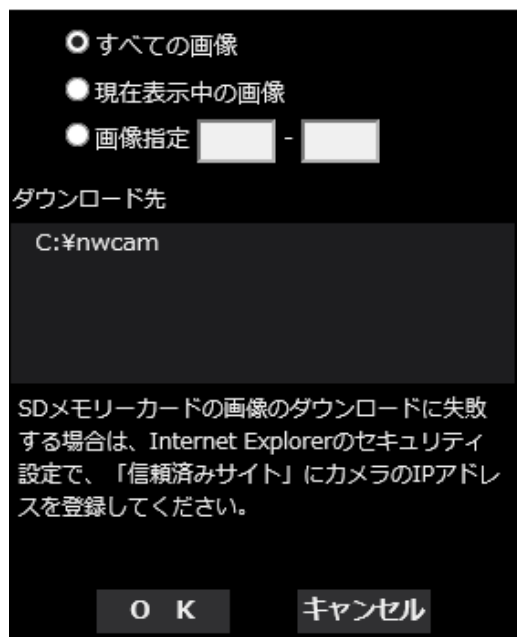 すべての画像
現在表示中の画像
画像指定 -
ダウンロード先
C:¥nwcam
SDメモリーカードの画像のダウンロードに失敗
する場合は、Internet Explorerのセキュリティ
設定で、「信頼済みサイト」にカメラのIPアドレ
スを登録してください。
O K キャンセル